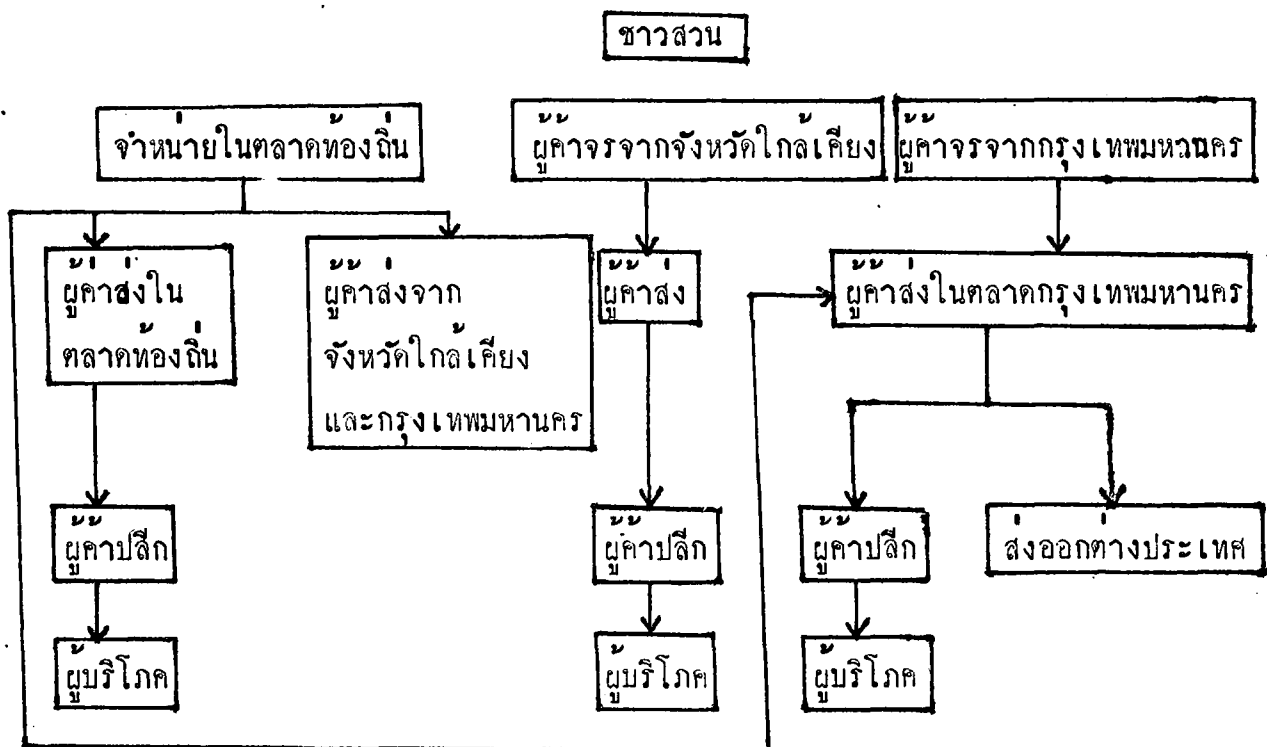 ชาวสวน
จำหน่ายในตลาดท้องถิ่น
ผู้ค้าจรจากจังหวัดใกล้เคียง
ผู้ค้าจรจากกรุงเทพมหานคร
ผู้ค่าส่งใน
ตลาดท้องถิ่น
ผู้ค้าส่งจาก
จังหวัดใกล้เคียง
และกรุงเทพมหานคร
ผู้ค้าส่ง
ผู้ค้าส่งในตลาดกรุงเทพมหานคร
ผู้ค้าปลีก
ผู้ค้าปลีก
ผู้ค้าปลีก
ส่งออกต่างประเทศ
ผู้บริโภค
ผู้บริโภค
ผู้บริโภค